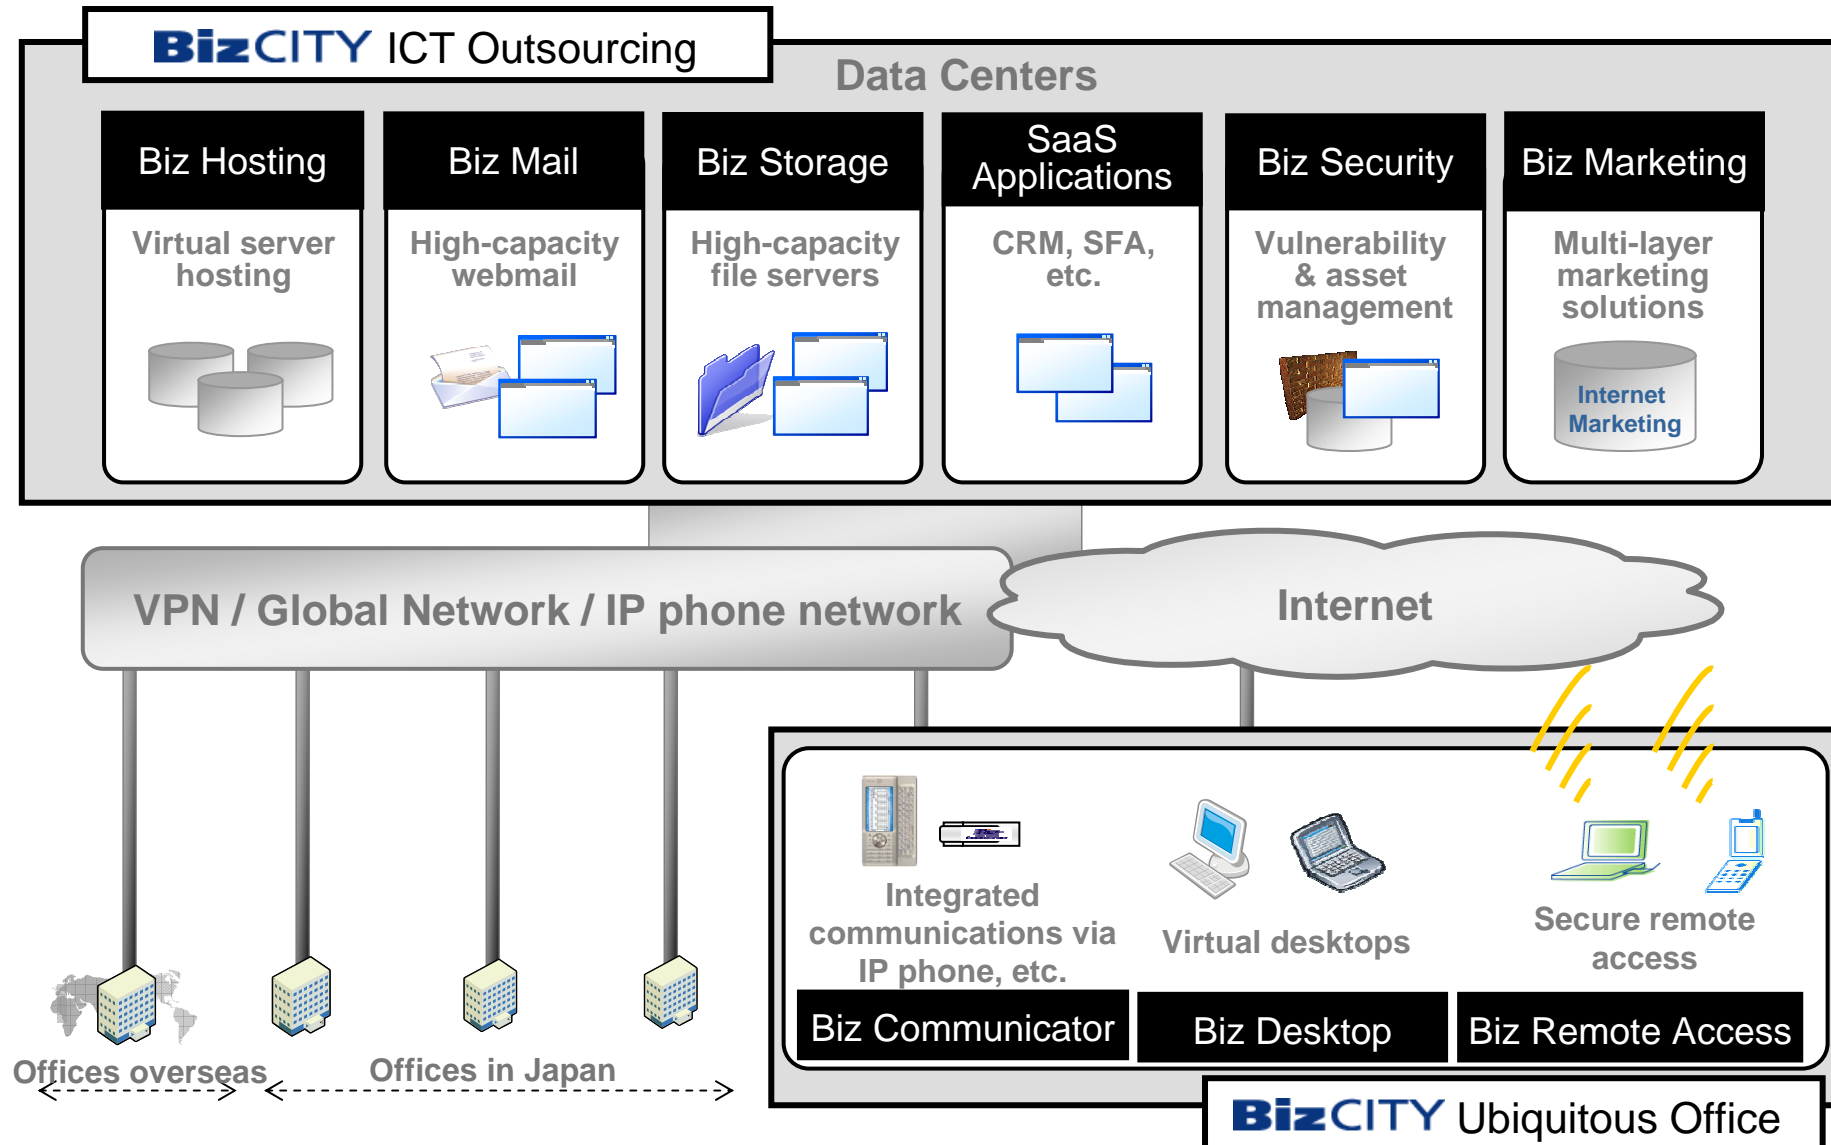 BizCITY ICT Outsourcing
Data Centers
Biz Hosting
Virtual server
hosting
Biz Mail
High-capacity
webmail
Biz Storage
High-capacity
file servers
SaaS
Applications
CRM, SFA,
etc.
Biz Security
Vulnerability
& asset
management
Biz Marketing
Multi-layer
marketing
solutions
Internet
Marketing
VPN / Global Network / IP phone network
Internet
Offices overseas
Offices in Japan
Integrated
communications via
IP phone, etc.
Biz Communicator
Virtual desktops
Biz Desktop
Secure remote
access
Biz Remote Access
BizCITY Ubiquitous Office